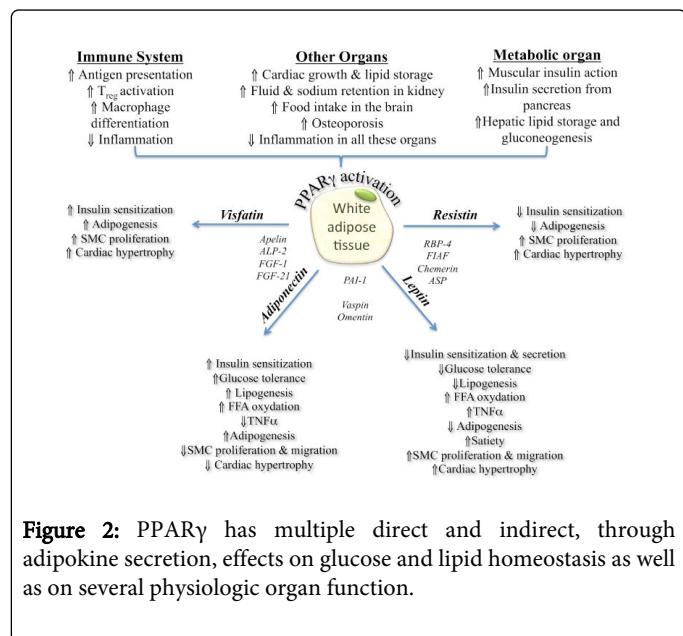 Immune System
⇑ Antigen presentation
⇑ Treg activation
⇑ Macrophage
differentiation
⇓ Inflammation
Other Organs
⇑ Cardiac growth & lipid storage
⇑ Fluid & sodium retention in kidney
⇑ Food intake in the brain
⇑ Osteoporosis
⇓ Inflammation in all these organs
Metabolic organ
⇑ Muscular insulin action
⇑Insulin secretion from
pancreas
⇑Hepatic lipid storage and
gluconeogenesis
PPARγ activation
White
adipose
tissue
Visfatin
⇑ Insulin sensitization
⇑ Adipogenesis
⇑ SMC proliferation
⇑ Cardiac hypertrophy
Apelin
ALP-2
FGF-1
FGF-21
Resistin
⇓ Insulin sensitization
⇓ Adipogenesis
⇑ SMC proliferation
⇑ Cardiac hypertrophy
RBP-4
FIAF
Chemerin
ASP
PAI-1
Vaspin
Omentin
Adiponectin
⇑ Insulin sensitization
⇑Glucose tolerance
⇑ Lipogenesis
⇑ FFA oxydation
⇓TNFα
⇑Adipogenesis
⇓SMC proliferation & migration
⇓ Cardiac hypertrophy
Leptin
⇓Insulin sensitization & secretion
⇓Glucose tolerance
⇓Lipogenesis
⇑ FFA oxydation
⇑TNFα
⇓ Adipogenesis
⇑Satiety
⇑SMC proliferation & migration
⇑Cardiac hypertrophy
Figure 2: PPARγ has multiple direct and indirect, through
adipokine secretion, effects on glucose and lipid homeostasis as well
as on several physiologic organ function.